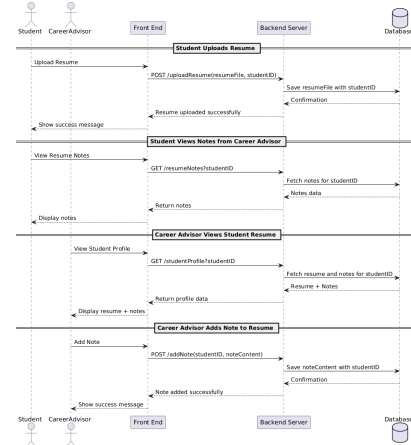 Student CareerAdvisor Front End Backend Server Database
Student Uploads Resume
Upload Resume
POST /uploadResume(resumeFile, studentID)
Save resumeFile with studentID
Confirmation
Resume uploaded successfully
Show success message
Student Views Notes from Career Advisor
View Resume Notes
GET /resumeNotes?studentID
Fetch notes for studentID
Notes data
Return notes
Display notes
Career Advisor Views Student Resume
View Student Profile
GET /studentProfile?studentID
Fetch resume and notes for studentID
Resume + Notes
Return profile data
Display resume + notes
Career Advisor Adds Note to Resume
Add Note
POST /addNote(studentID, noteContent)
Save noteContent with studentID
Confirmation
Note added successfully
Show success message
Student CareerAdvisor Front End Backend Server Database